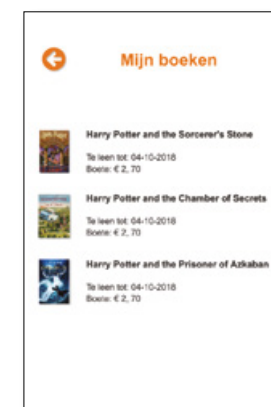 Mijn boeken
Harry Potter and the Sorcerer's Stone
Te leen tot: 04-10-2018
Boete: € 2, 70
Harry Potter and the Chamber of Secrets
Te leen tot: 04-10-2018
Boete: € 2, 70
Harry Potter and the Prisoner of Azkaban
Te leen tot: 04-10-2018
Boete: € 2, 70